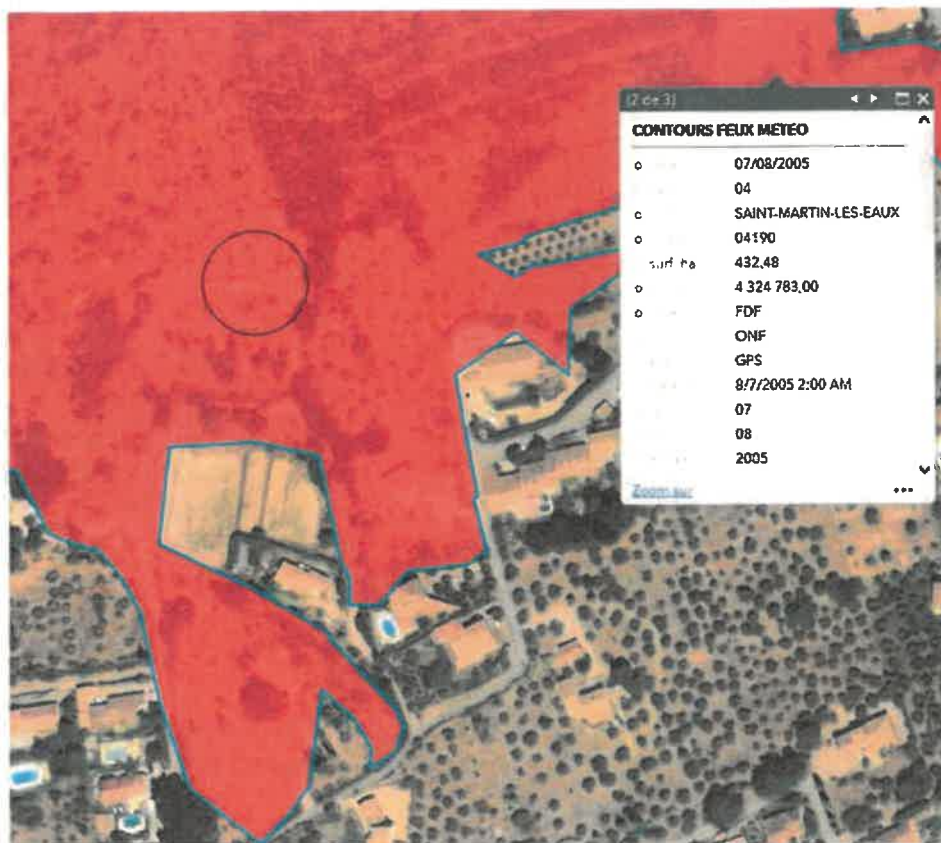 (2 de 3)
CONTOURS FEUX METEO
07/08/2005
04
SAINT-MARTIN-LES-EAUX
04190
surf_ha 432,48
4 324 783,00
FDF
ONF
GPS
8/7/2005 2:00 AM
07
08
2005
Zoom sur